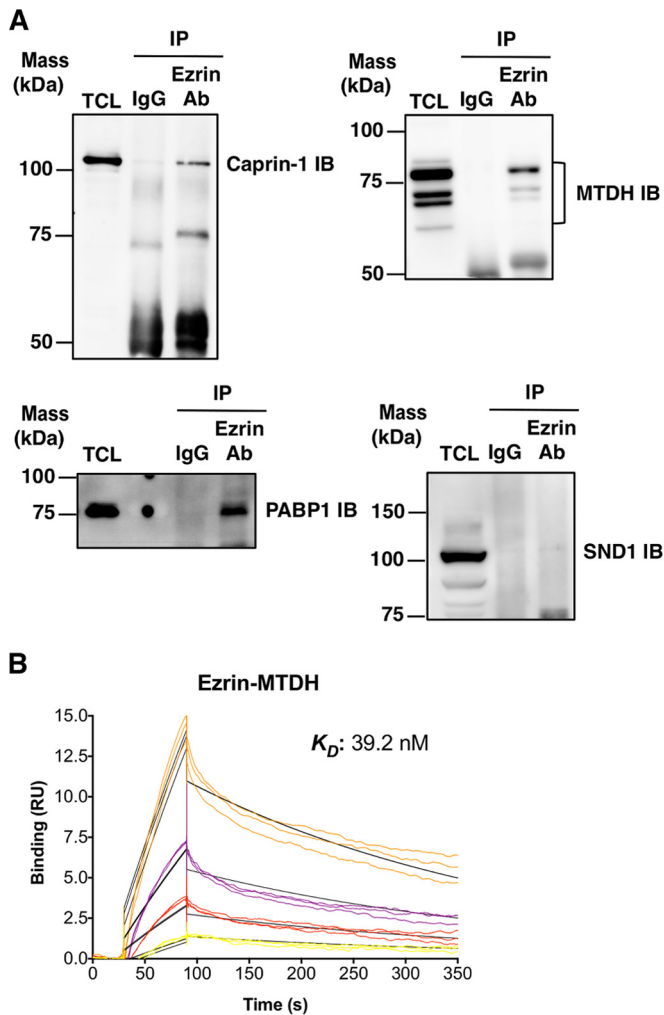 A
IP
Mass
(kDa)
Ezrin
TCL IgG Ab
100
75
50
Caprin-1 IB
IP
Mass
(kDa)
Ezrin
TCL IgG Ab
100
75
50
MTDH IB
IP
Mass
(kDa)
Ezrin
TCL IgG Ab
100
75
PABP1 IB
IP
Mass
(kDa)
Ezrin
TCL IgG Ab
150
100
75
SND1 IB
B
Ezrin-MTDH
KD: 39.2 nM
Binding (RU)
15.0
12.5
10.0
7.5
5.0
2.5
0.0
0 50 100 150 200 250 300 350
Time (s)